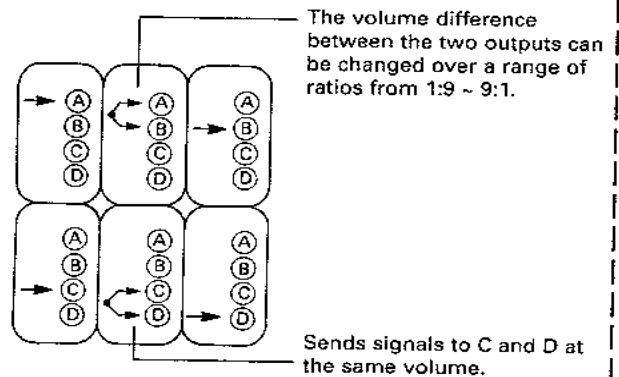 The volume difference
between the two outputs can
be changed over a range of
ratios from 1:9 ~ 9:1.
A
B
C
D
A
B
C
D
A
B
C
D
A
B
C
D
A
B
C
D
A
B
C
D
Sends signals to C and D at
the same volume.